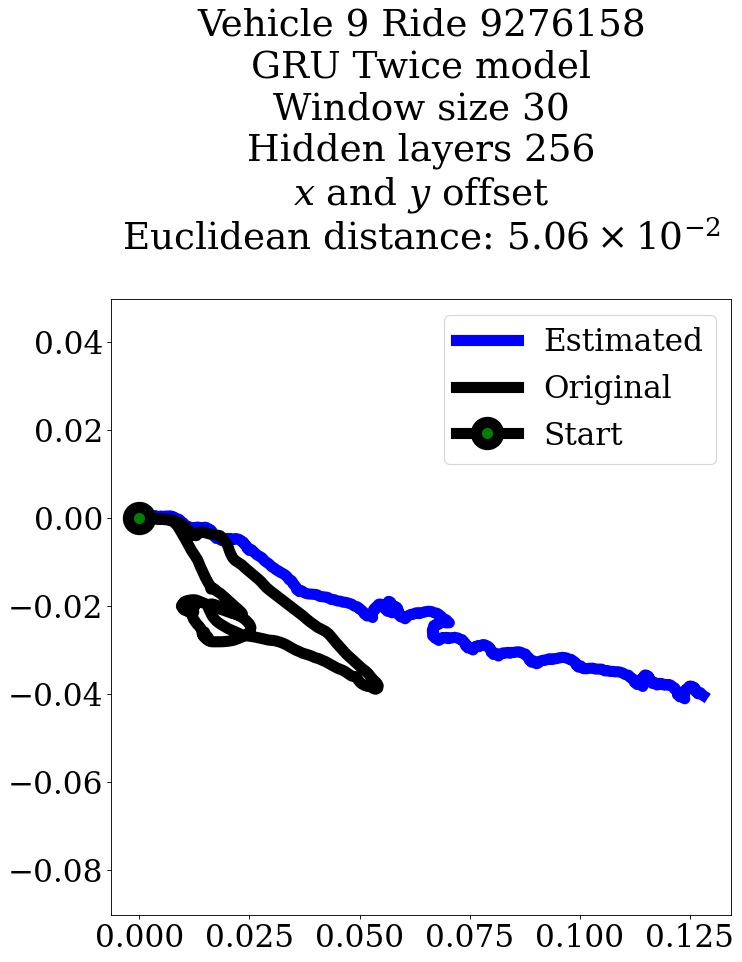 Vehicle 9 Ride 9276158
GRU Twice model
Window size 30
Hidden layers 256
x and y offset
Euclidean distance: 5.06 × 10⁻²
Estimated
Original
Start
0.04
0.02
0.00
−0.02
−0.04
−0.06
−0.08
0.000 0.025 0.050 0.075 0.100 0.125